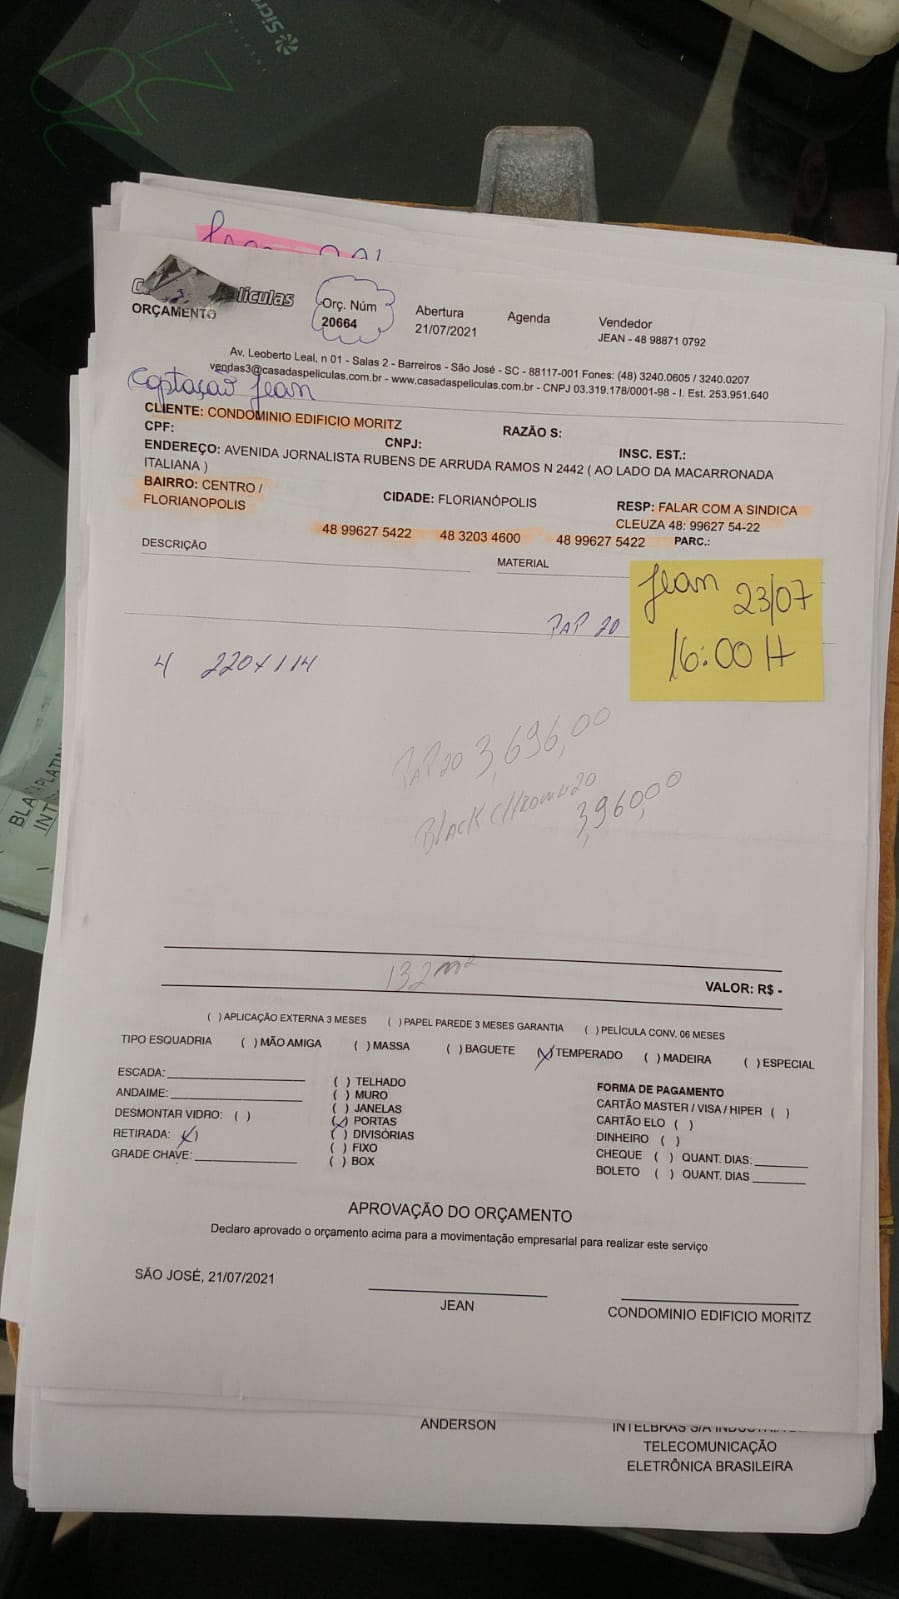 20
21
Sicr
eliculas
ORÇAMENTO
Orç. Núm
20664
Abertura
21/07/2021
Agenda
Vendedor
JEAN - 48 98871 0792
Av. Leoberto Leal, n 01 - Salas 2 - Barreiros - São José - SC - 88117-001 Fones: (48) 3240.0605 / 3240.0207
vendas3@casadaspeliculas.com.br - www.casadaspeliculas.com.br - CNPJ 03.319.178/0001-98 - I. Est. 253.951.640
Captação Jean
CLIENTE: CONDOMINIO EDIFICIO MORITZ
CPF: CNPJ: RAZÃO S: INSC. EST.:
ENDEREÇO: AVENIDA JORNALISTA RUBENS DE ARRUDA RAMOS N 2442 ( AO LADO DA MACARRONADA
ITALIANA )
BAIRRO: CENTRO /
FLORIANOPOLIS
CIDADE: FLORIANÓPOLIS
RESP: FALAR COM A SINDICA
CLEUZA 48: 99627 54-22
48 99627 5422 48 3203 4600 48 99627 5422 PARC.:
DESCRIÇÃO MATERIAL
Jean 23/07
16:00 H
PAP 20
4 220x114
PAP 20 3,696,00
BLACK CHROME 20
3,960,00
132 m²
VALOR: R$ -
( ) APLICAÇÃO EXTERNA 3 MESES ( ) PAPEL PAREDE 3 MESES GARANTIA ( ) PELÍCULA CONV. 06 MESES
TIPO ESQUADRIA ( ) MÃO AMIGA ( ) MASSA ( ) BAGUETE (X) TEMPERADO ( ) MADEIRA ( ) ESPECIAL
ESCADA:
ANDAIME:
DESMONTAR VIDRO: ( )
RETIRADA: (X)
GRADE CHAVE:
( ) TELHADO
( ) MURO
( ) JANELAS
(X) PORTAS
( ) DIVISÓRIAS
( ) FIXO
( ) BOX
FORMA DE PAGAMENTO
CARTÃO MASTER / VISA / HIPER ( )
CARTÃO ELO ( )
DINHEIRO ( )
CHEQUE ( ) QUANT. DIAS:
BOLETO ( ) QUANT. DIAS
APROVAÇÃO DO ORÇAMENTO
Declaro aprovado o orçamento acima para a movimentação empresarial para realizar este serviço
SÃO JOSÉ, 21/07/2021
JEAN
CONDOMINIO EDIFICIO MORITZ
ANDERSON
INTELBRAS S/A
TELECOMUNICAÇÃO
ELETRÔNICA BRASILEIRA